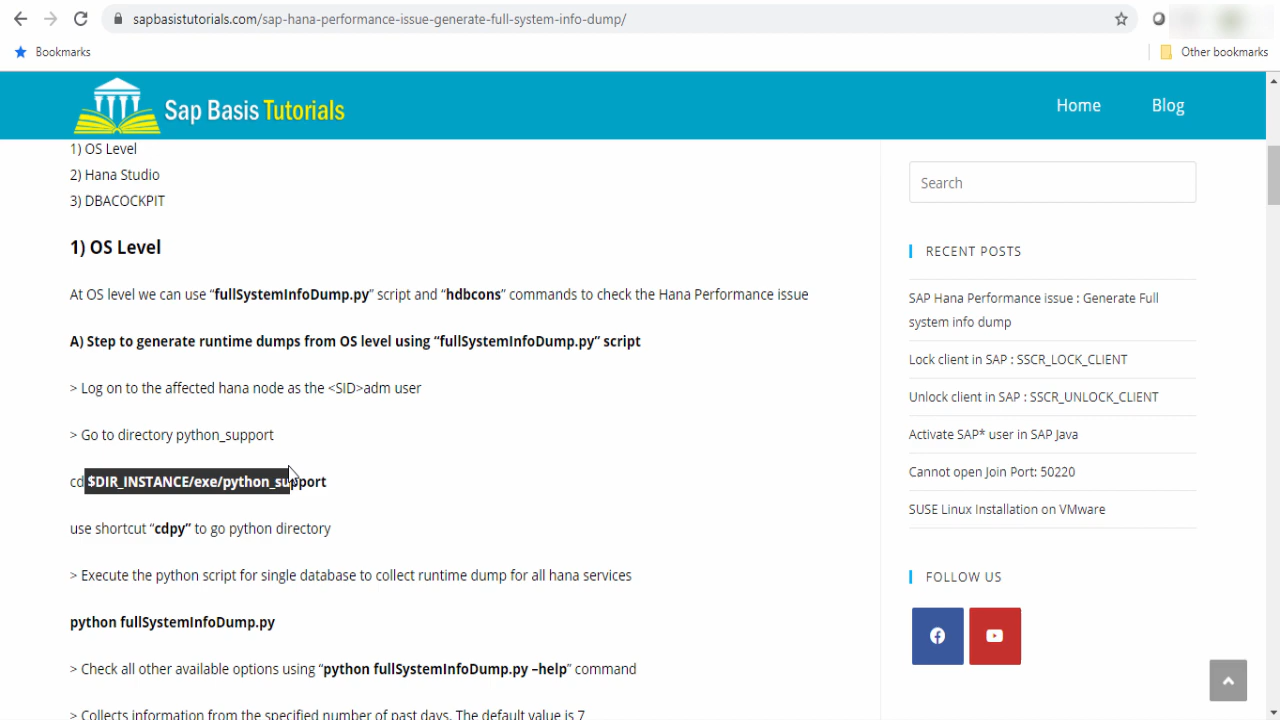 sapbasistutorials.com/sap-hana-performance-issue-generate-full-system-info-dump/
Bookmarks
Other bookmarks
Sap Basis Tutorials
Home
Blog
1) OS Level
2) Hana Studio
3) DBACOCKPIT
1) OS Level
At OS level we can use “fullSystemInfoDump.py” script and “hdbcons” commands to check the Hana Performance issue
A) Step to generate runtime dumps from OS level using “fullSystemInfoDump.py” script
> Log on to the affected hana node as the <SID>adm user
> Go to directory python_support
cd $DIR_INSTANCE/exe/python_support
use shortcut “cdpy” to go python directory
> Execute the python script for single database to collect runtime dump for all hana services
python fullSystemInfoDump.py
> Check all other available options using “python fullSystemInfoDump.py –help” command
> Collects information from the specified number of past days. The default value is 7
Search
RECENT POSTS
SAP Hana Performance issue : Generate Full
system info dump
Lock client in SAP : SSCR_LOCK_CLIENT
Unlock client in SAP : SSCR_UNLOCK_CLIENT
Activate SAP* user in SAP Java
Cannot open Join Port: 50220
SUSE Linux Installation on VMware
FOLLOW US